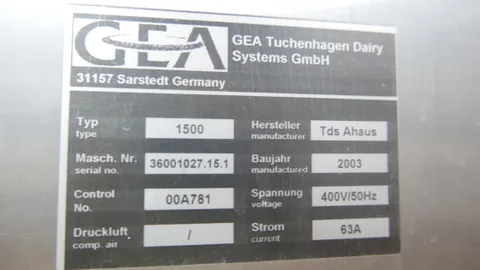 GEA
GEA Tuchenhagen Dairy
Systems GmbH
31157 Sarstedt Germany
Typ
type
1500
Hersteller
manufacturer
Tds Ahaus
Masch. Nr.
serial no.
36001027.15.1
Baujahr
manufactured
2003
Control
No.
00A781
Spannung
voltage
400V/50Hz
Druckluft
comp. air
/
Strom
current
63A